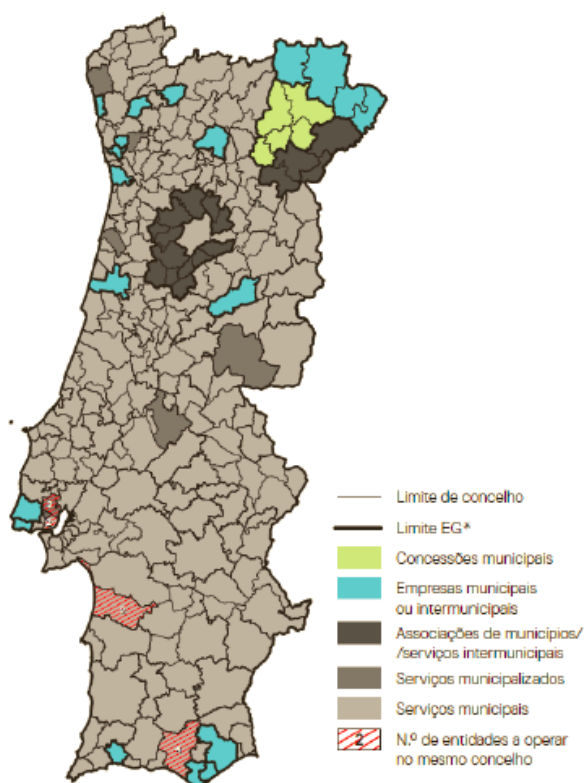 Limite de concelho
Limite EG*
Concessões municipais
Empresas municipais
ou intermunicipais
Associações de municípios/
/serviços intermunicipais
Serviços municipalizados
Serviços municipais
2
N.º de entidades a operar
no mesmo concelho